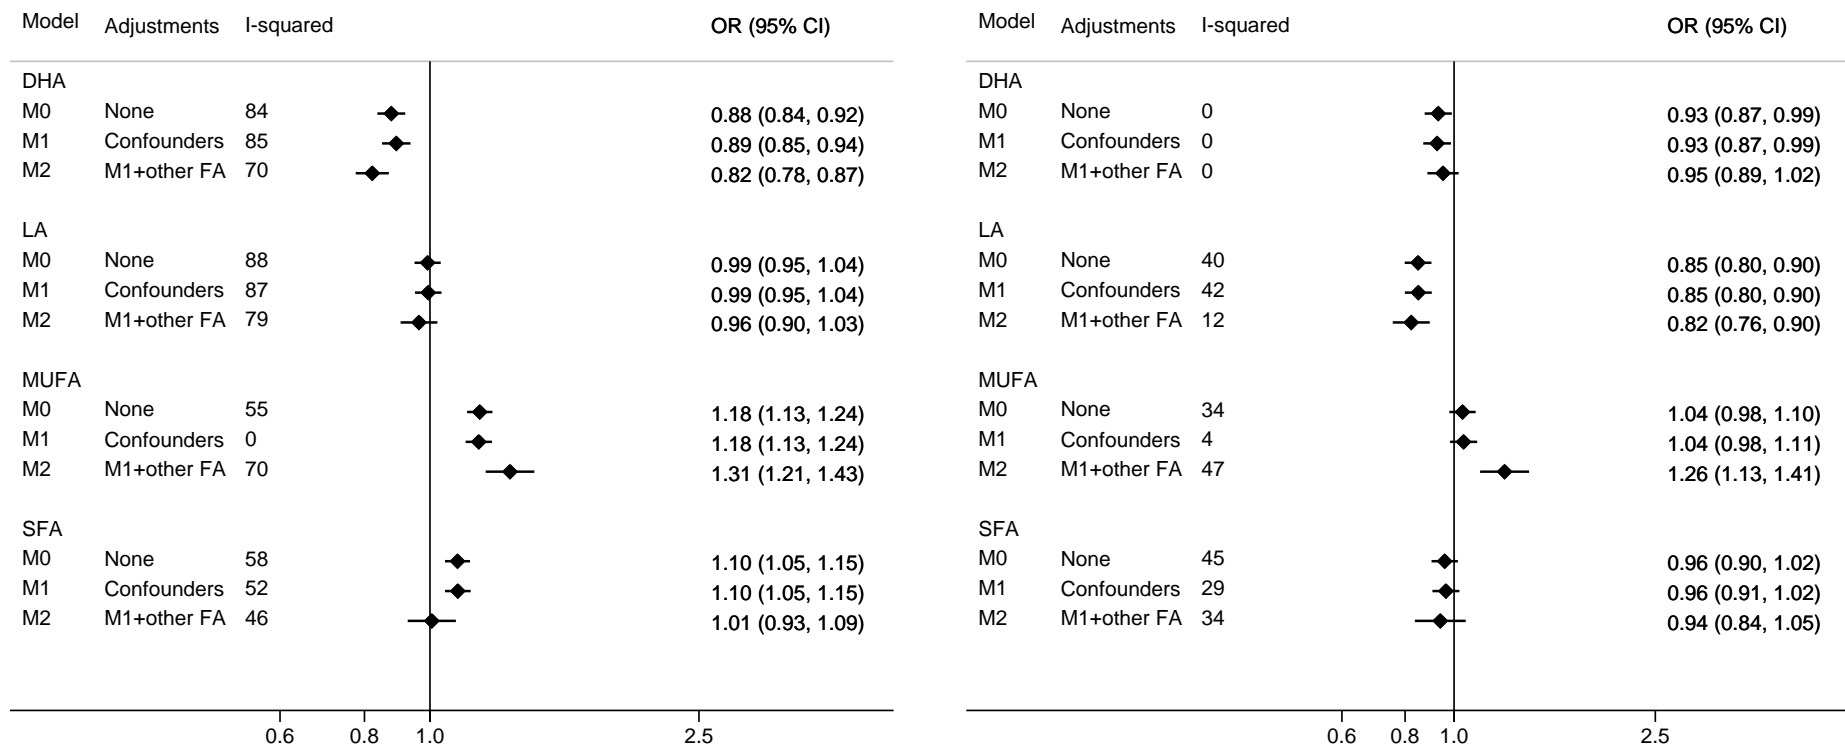 Model Adjustments I-squared OR (95% CI)
DHA
M0 None 84 0.88 (0.84, 0.92)
M1 Confounders 85 0.89 (0.85, 0.94)
M2 M1+other FA 70 0.82 (0.78, 0.87)
LA
M0 None 88 0.99 (0.95, 1.04)
M1 Confounders 87 0.99 (0.95, 1.04)
M2 M1+other FA 79 0.96 (0.90, 1.03)
MUFA
M0 None 55 1.18 (1.13, 1.24)
M1 Confounders 0 1.18 (1.13, 1.24)
M2 M1+other FA 70 1.31 (1.21, 1.43)
SFA
M0 None 58 1.10 (1.05, 1.15)
M1 Confounders 52 1.10 (1.05, 1.15)
M2 M1+other FA 46 1.01 (0.93, 1.09)
0.6 0.8 1.0 2.5
Model Adjustments I-squared OR (95% CI)
DHA
M0 None 0 0.93 (0.87, 0.99)
M1 Confounders 0 0.93 (0.87, 0.99)
M2 M1+other FA 0 0.95 (0.89, 1.02)
LA
M0 None 40 0.85 (0.80, 0.90)
M1 Confounders 42 0.85 (0.80, 0.90)
M2 M1+other FA 12 0.82 (0.76, 0.90)
MUFA
M0 None 34 1.04 (0.98, 1.10)
M1 Confounders 4 1.04 (0.98, 1.11)
M2 M1+other FA 47 1.26 (1.13, 1.41)
SFA
M0 None 45 0.96 (0.90, 1.02)
M1 Confounders 29 0.96 (0.91, 1.02)
M2 M1+other FA 34 0.94 (0.84, 1.05)
0.6 0.8 1.0 2.5